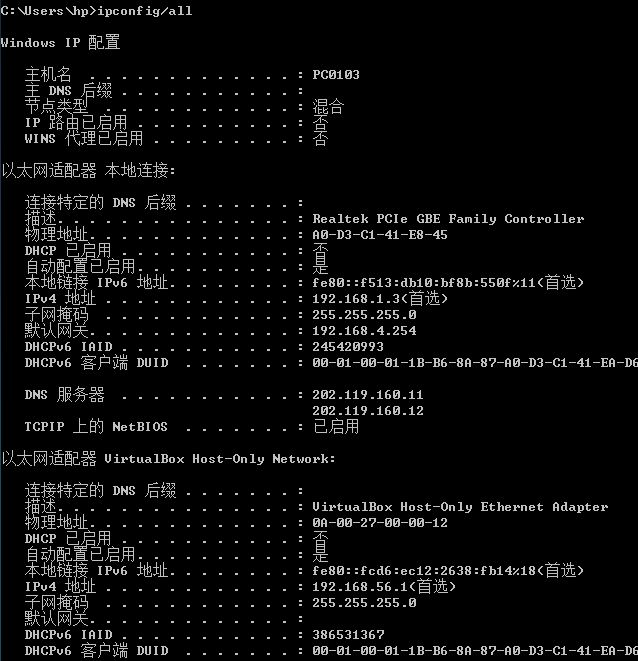 C:\Users\hp>ipconfig/all
Windows IP 配置
主机名 . . . . . . . . . . . . . : PC0103
主 DNS 后缀 . . . . . . . . . . . :
节点类型 . . . . . . . . . . . . : 混合
IP 路由已启用 . . . . . . . . . . : 否
WINS 代理已启用 . . . . . . . . . : 否
以太网适配器 本地连接:
连接特定的 DNS 后缀 . . . . . . . :
描述. . . . . . . . . . . . . . . : Realtek PCIe GBE Family Controller
物理地址. . . . . . . . . . . . . : A0-D3-C1-41-E8-45
DHCP 已启用 . . . . . . . . . . . : 否
自动配置已启用. . . . . . . . . . : 是
本地链接 IPv6 地址. . . . . . . . : fe80::f513:db10:bf8b:550f%11(首选)
IPv4 地址 . . . . . . . . . . . . : 192.168.1.3(首选)
子网掩码 . . . . . . . . . . . . : 255.255.255.0
默认网关. . . . . . . . . . . . . : 192.168.4.254
DHCPv6 IAID . . . . . . . . . . . : 245420993
DHCPv6 客户端 DUID . . . . . . . : 00-01-00-01-1B-B6-8A-87-A0-D3-C1-41-EA-D6
DNS 服务器 . . . . . . . . . . . : 202.119.160.11
202.119.160.12
TCPIP 上的 NetBIOS . . . . . . . : 已启用
以太网适配器 VirtualBox Host-Only Network:
连接特定的 DNS 后缀 . . . . . . . :
描述. . . . . . . . . . . . . . . : VirtualBox Host-Only Ethernet Adapter
物理地址. . . . . . . . . . . . . : 0A-00-27-00-00-12
DHCP 已启用 . . . . . . . . . . . : 否
自动配置已启用. . . . . . . . . . : 是
本地链接 IPv6 地址. . . . . . . . : fe80::fcd6:ec12:2638:fb14%18(首选)
IPv4 地址 . . . . . . . . . . . . : 192.168.56.1(首选)
子网掩码 . . . . . . . . . . . . : 255.255.255.0
默认网关. . . . . . . . . . . . . :
DHCPv6 IAID . . . . . . . . . . . : 386531367
DHCPv6 客户端 DUID . . . . . . . : 00-01-00-01-1B-B6-8A-87-A0-D3-C1-41-EA-D6